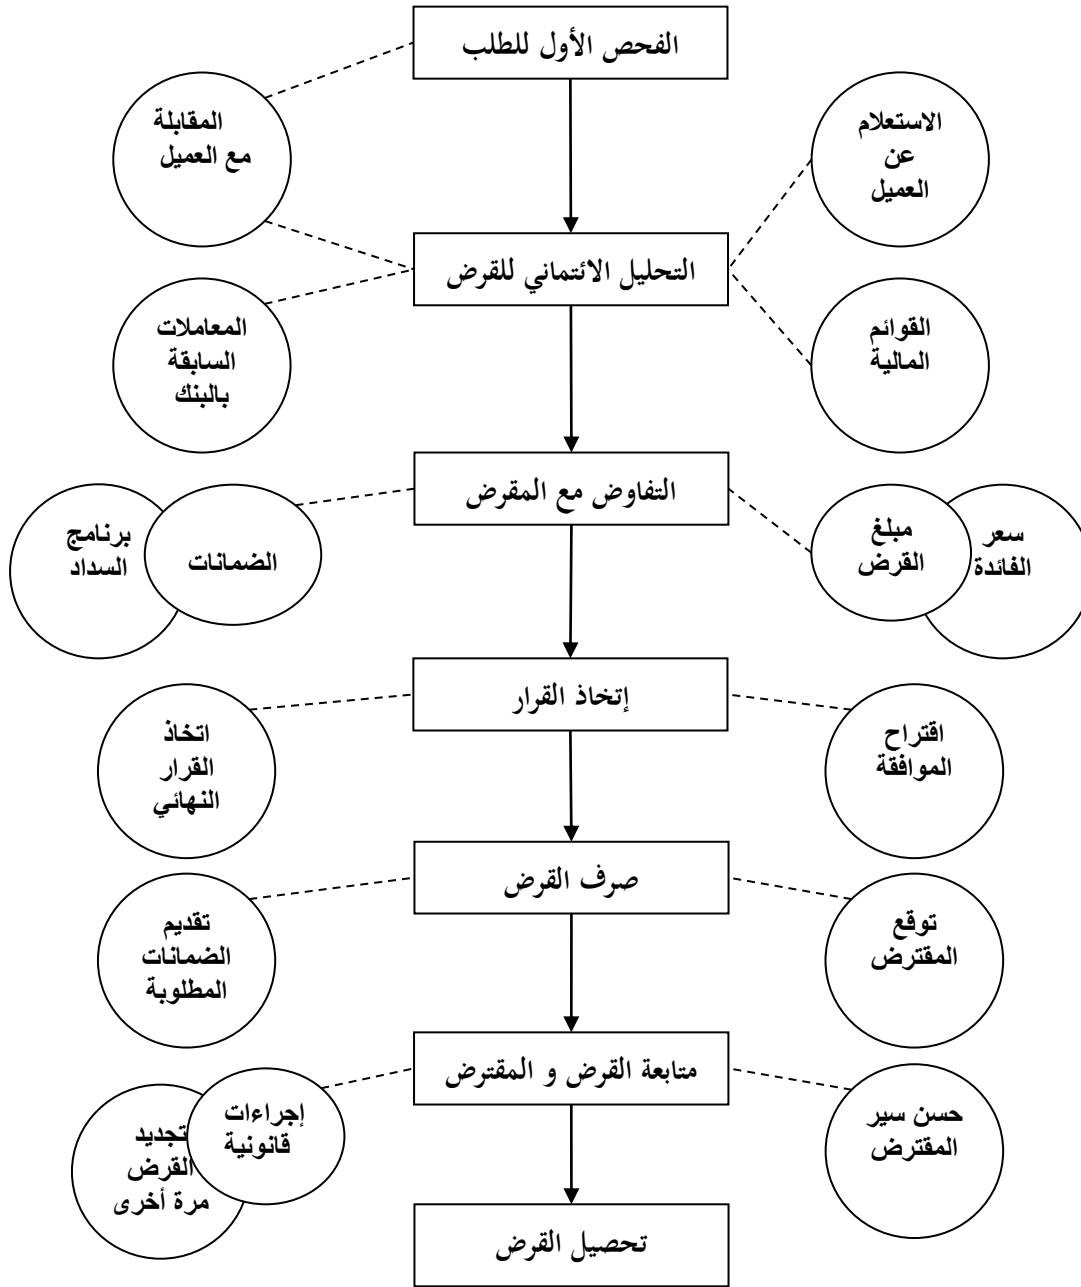 الفحص الأول للطلب
الاستعلام
عن
العميل
المقابلة
مع العميل
التحليل الائتماني للقرض
القوائم
المالية
المعاملات
السابقة
بالبنك
التفاوض مع المقرض
سعر
الفائدة
مبلغ
القرض
الضمانات
برنامج
السداد
إتخاذ القرار
اقتراح
الموافقة
اتخاذ
القرار
النهائي
صرف القرض
توقع
المقترض
تقديم
الضمانات
المطلوبة
متابعة القرض و المقترض
حسن سير
المقترض
إجراءات
قانونية
تجديد
القرض
مرة أخرى
تحصيل القرض